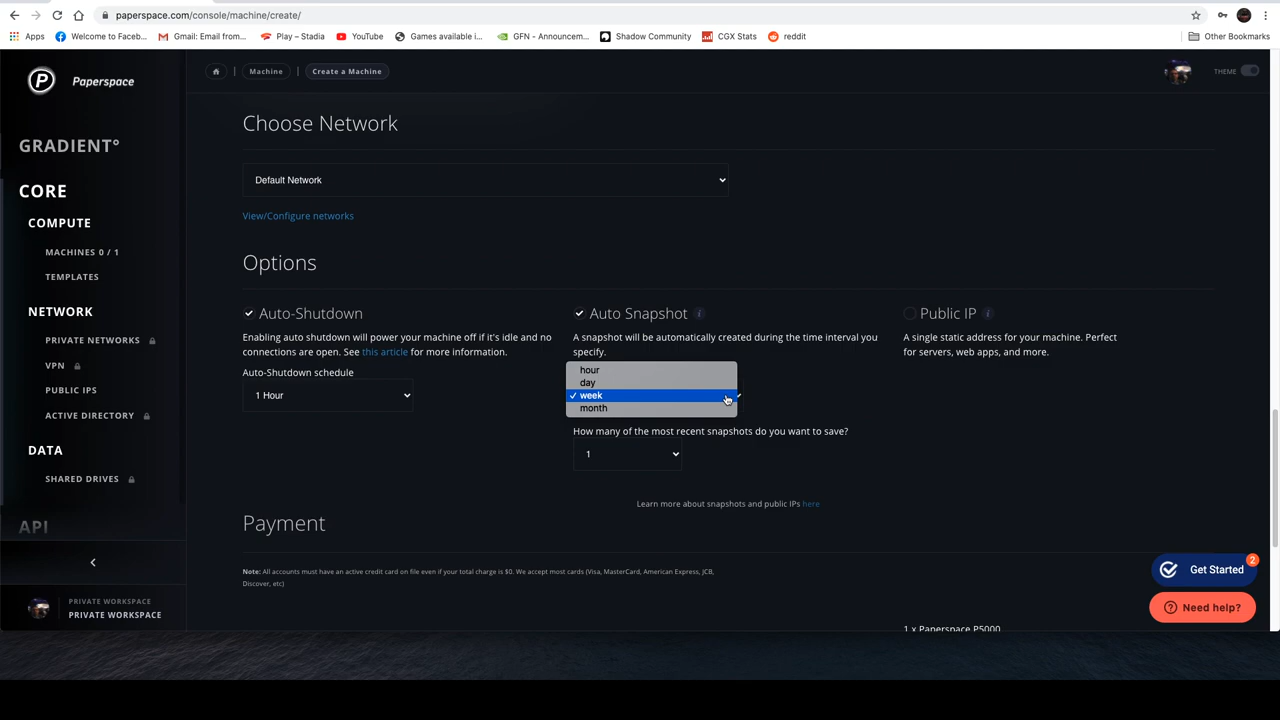 paperspace.com/console/machine/create/
Apps
Welcome to Faceb...
Gmail: Email from...
Play – Stadia
YouTube
Games available i...
GFN - Announcem...
Shadow Community
CGX Stats
reddit
Other Bookmarks
P
Paperspace
Machine
Create a Machine
THEME
GRADIENT°
CORE
COMPUTE
MACHINES 0 / 1
TEMPLATES
NETWORK
PRIVATE NETWORKS
VPN
PUBLIC IPS
ACTIVE DIRECTORY
DATA
SHARED DRIVES
API
PRIVATE WORKSPACE
PRIVATE WORKSPACE
Choose Network
Default Network
View/Configure networks
Options
Auto-Shutdown
Enabling auto shutdown will power your machine off if it's idle and no
connections are open. See this article for more information.
Auto-Shutdown schedule
1 Hour
Auto Snapshot
A snapshot will be automatically created during the time interval you
specify.
hour
day
week
month
How many of the most recent snapshots do you want to save?
1
Public IP
A single static address for your machine. Perfect
for servers, web apps, and more.
Learn more about snapshots and public IPs here
Payment
Note: All accounts must have an active credit card on file even if your total charge is $0. We accept most cards (Visa, MasterCard, American Express, JCB,
Discover, etc)
1 x Paperspace P5000
Get Started
2
Need help?